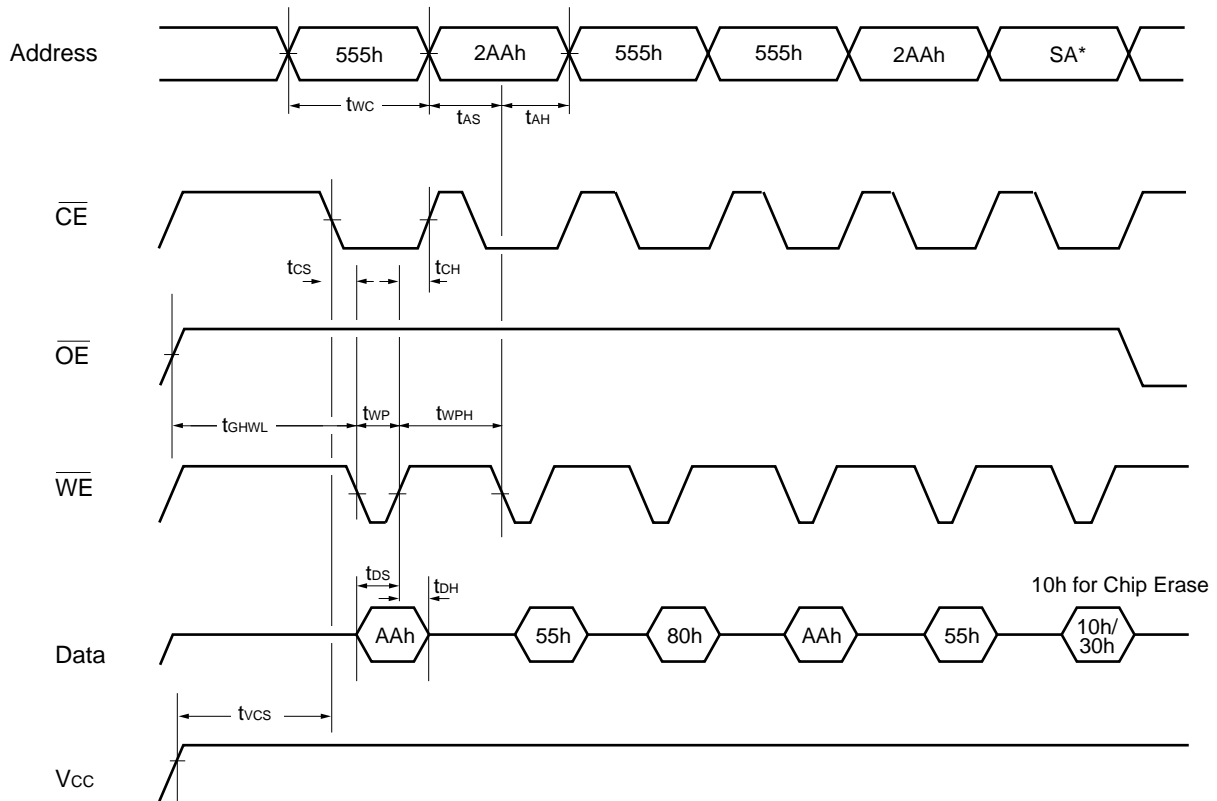 Address
555h
2AAh
555h
555h
2AAh
SA*
tWC
tAS
tAH
CE
tCS
tCH
OE
tGHWL
tWP
tWPH
WE
tDS
tDH
10h for Chip Erase
Data
AAh
55h
80h
AAh
55h
10h/
30h
tVCS
VCC